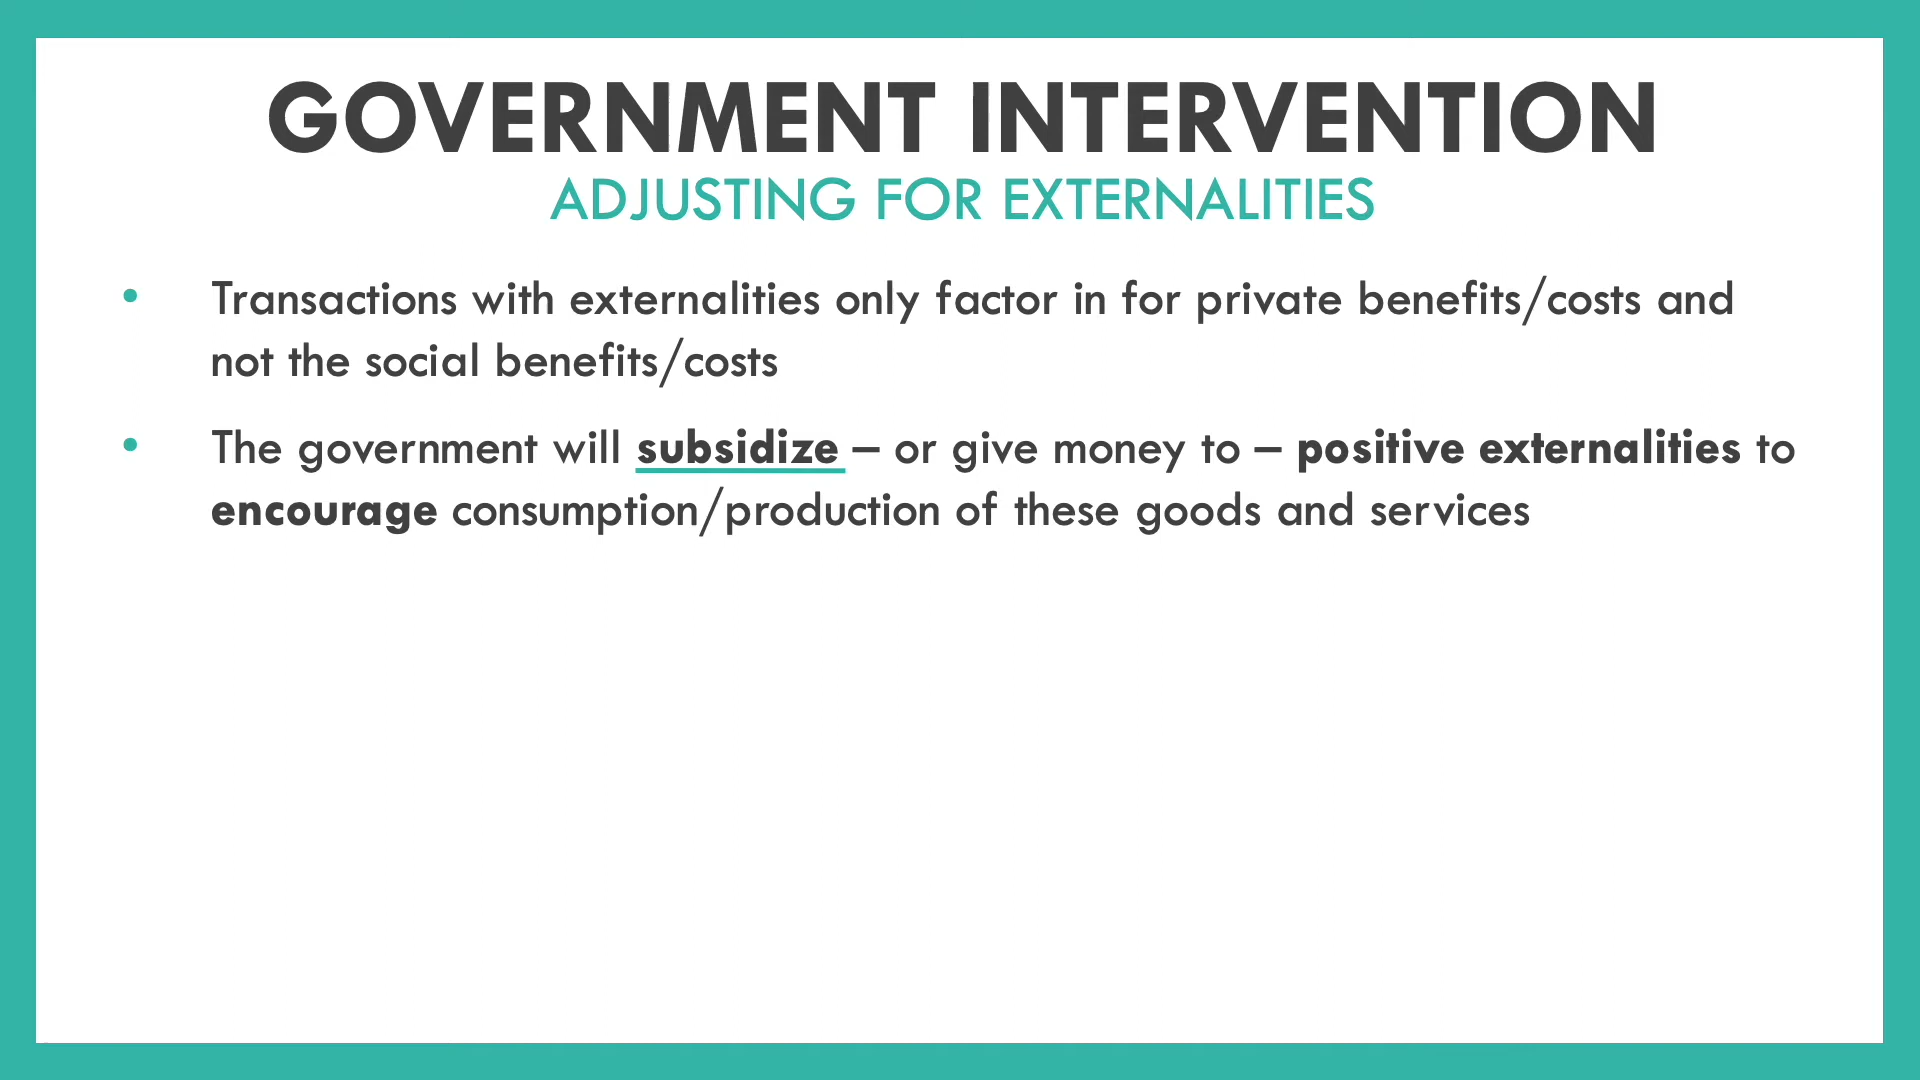 GOVERNMENT INTERVENTION
ADJUSTING FOR EXTERNALITIES
• Transactions with externalities only factor in for private benefits/costs and
not the social benefits/costs
• The government will subsidize – or give money to – positive externalities to
encourage consumption/production of these goods and services